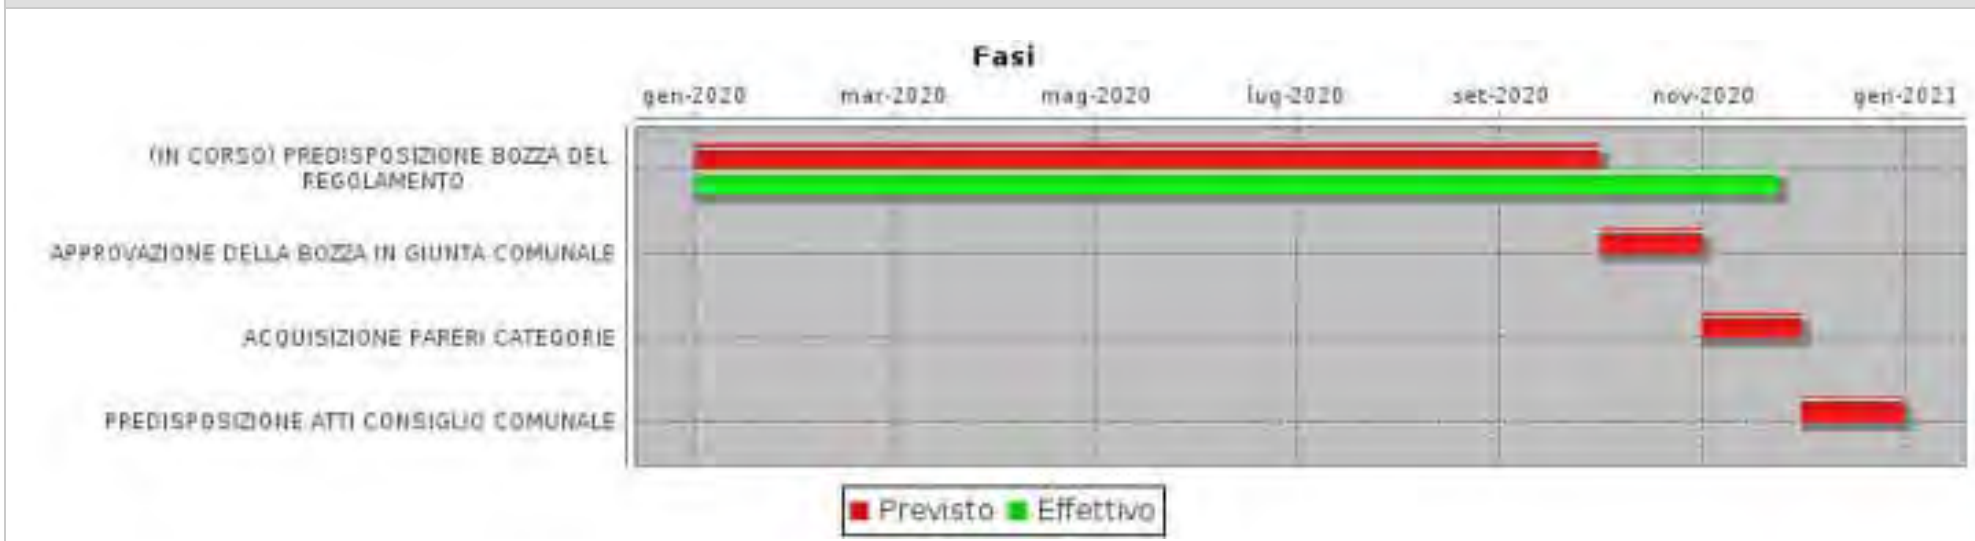 Fasi
gen-2020 mar-2020 mag-2020 lug-2020 set-2020 nov-2020 gen-2021
(IN CORSO) PREDISPOSIZIONE BOZZA DEL
REGOLAMENTO
APPROVAZIONE DELLA BOZZA IN GIUNTA COMUNALE
ACQUISIZIONE PARERI CATEGORIE
PREDISPOSIZIONE ATTI CONSIGLIO COMUNALE
Previsto Effettivo